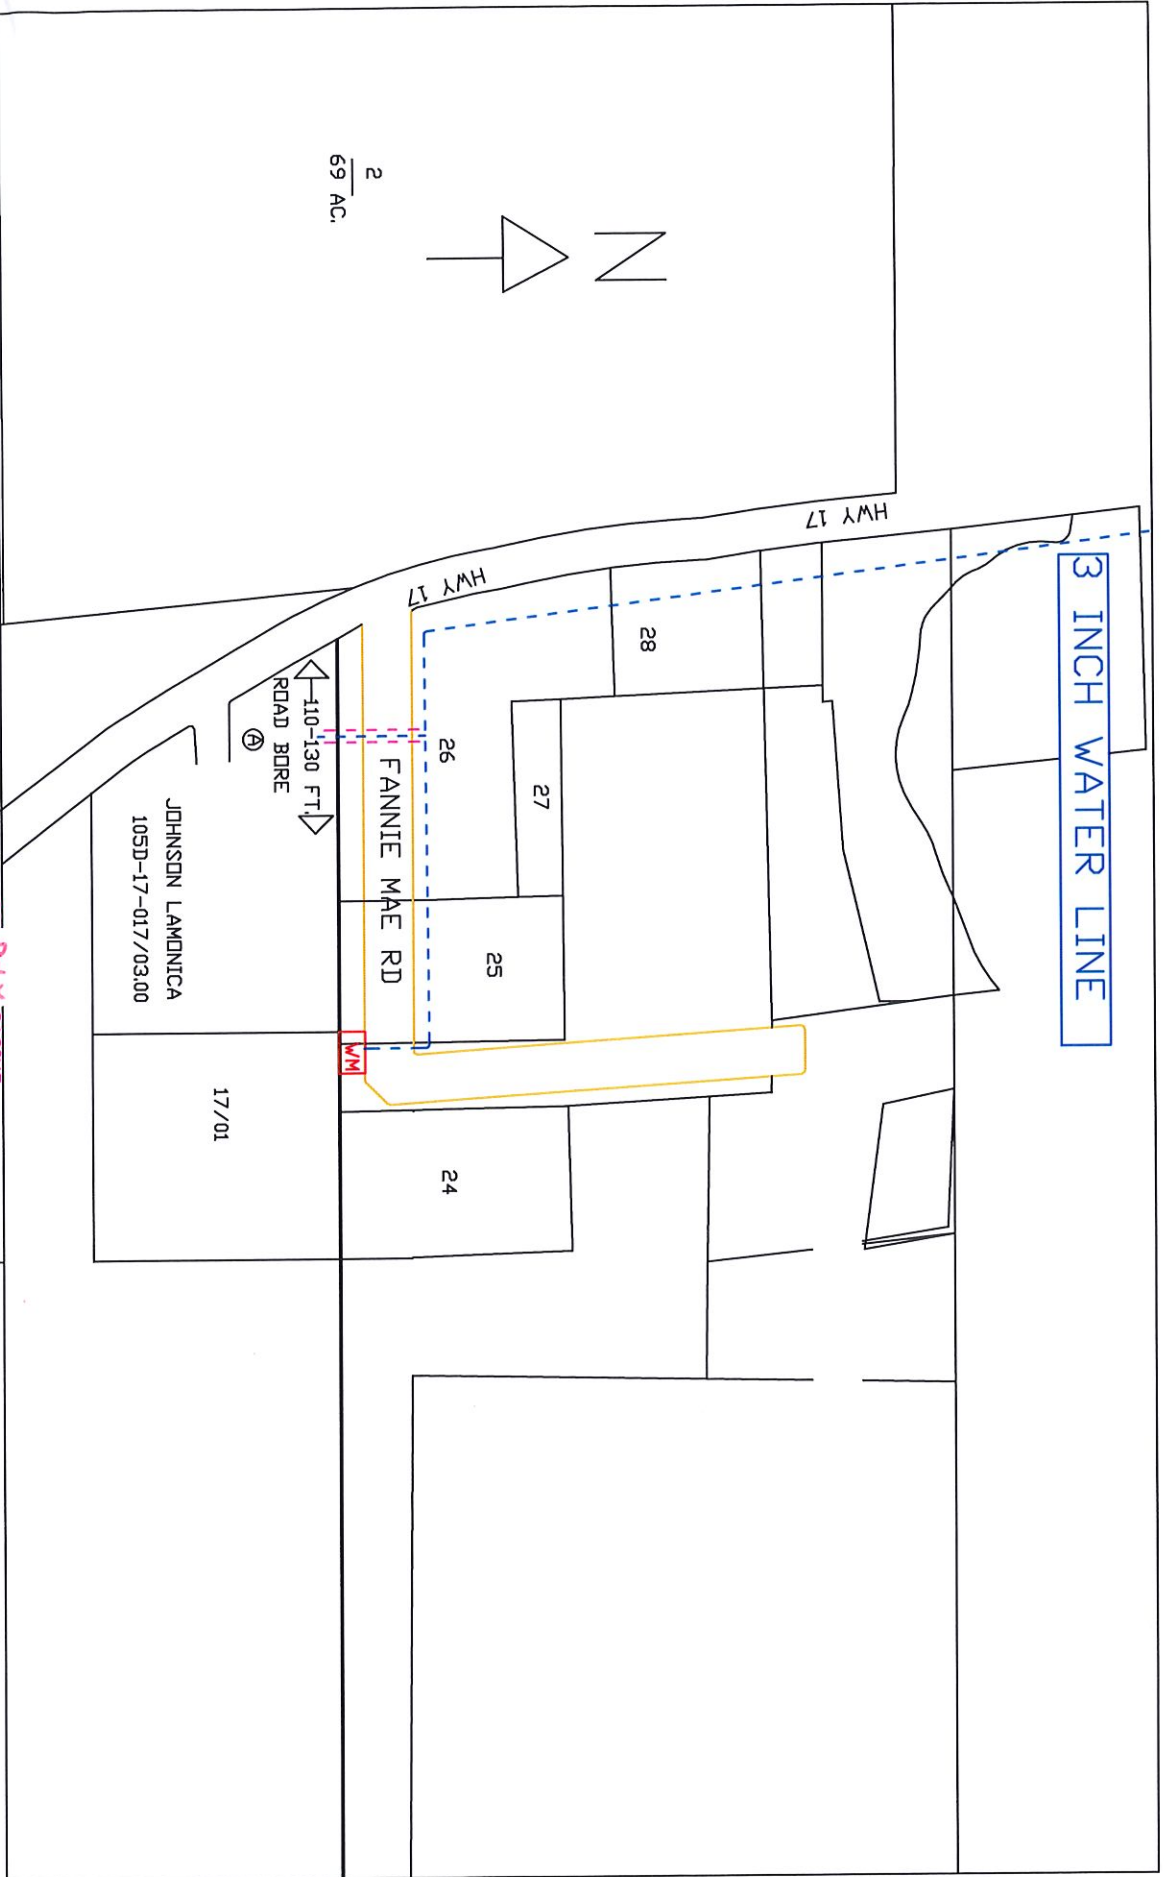 3 INCH WATER LINE
N
2
69 AC.
HWY 17
HWY 17
28
27
26
25
24
FANNIE MAE RD
110-130 FT.
ROAD BORE
A
WM
JOHNSON LAMONICA
105D-17-017/03.00
17/01